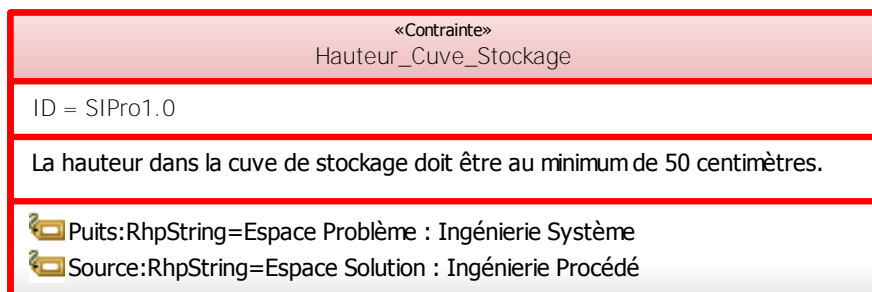 «Contrainte»
Hauteur_Cuve_Stockage
ID = SIPro1.0
La hauteur dans la cuve de stockage doit être au minimum de 50 centimètres.
Puits:RhpString=Espace Problème : Ingénierie Système
Source:RhpString=Espace Solution : Ingénierie Procédé